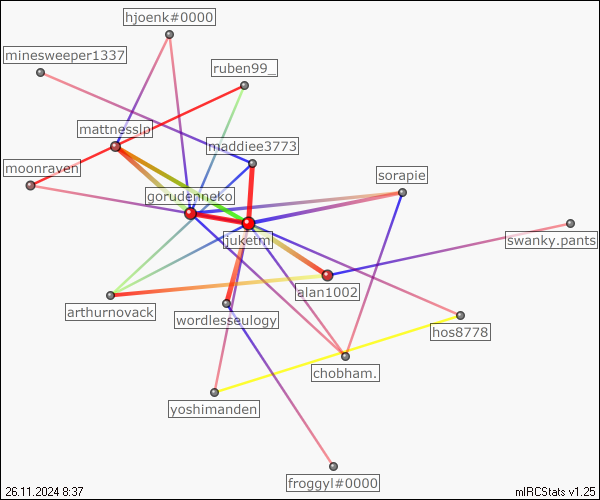 hjoenk#0000
minesweeper1337
ruben99_
mattnesslp
maddiee3773
moonraven
sorapie
gorudenneko
juketm
swanky.pants
alan1002
arthurnovack
wordlesseulogy
hos8778
chobham.
yoshimanden
froggyl#0000
26.11.2024 8:37
mIRCStats v1.25